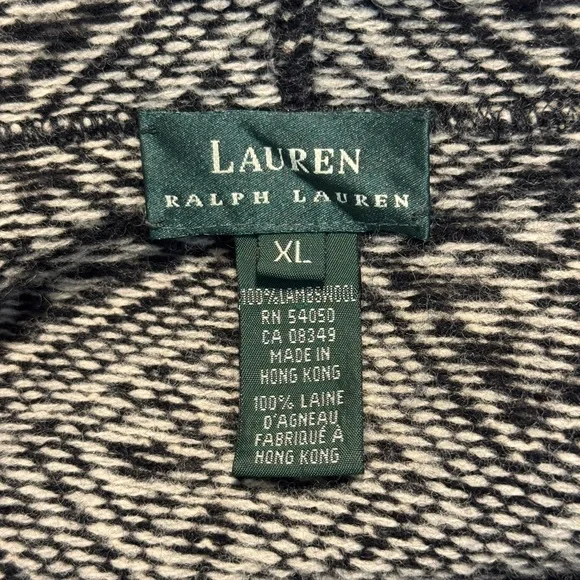 LAUREN
RALPH LAUREN
XL
100%LAMBSWOOL
RN 54050
CA 08349
MADE IN
HONG KONG
100% LAINE
D'AGNEAU
FABRIQUÉ À
HONG KONG